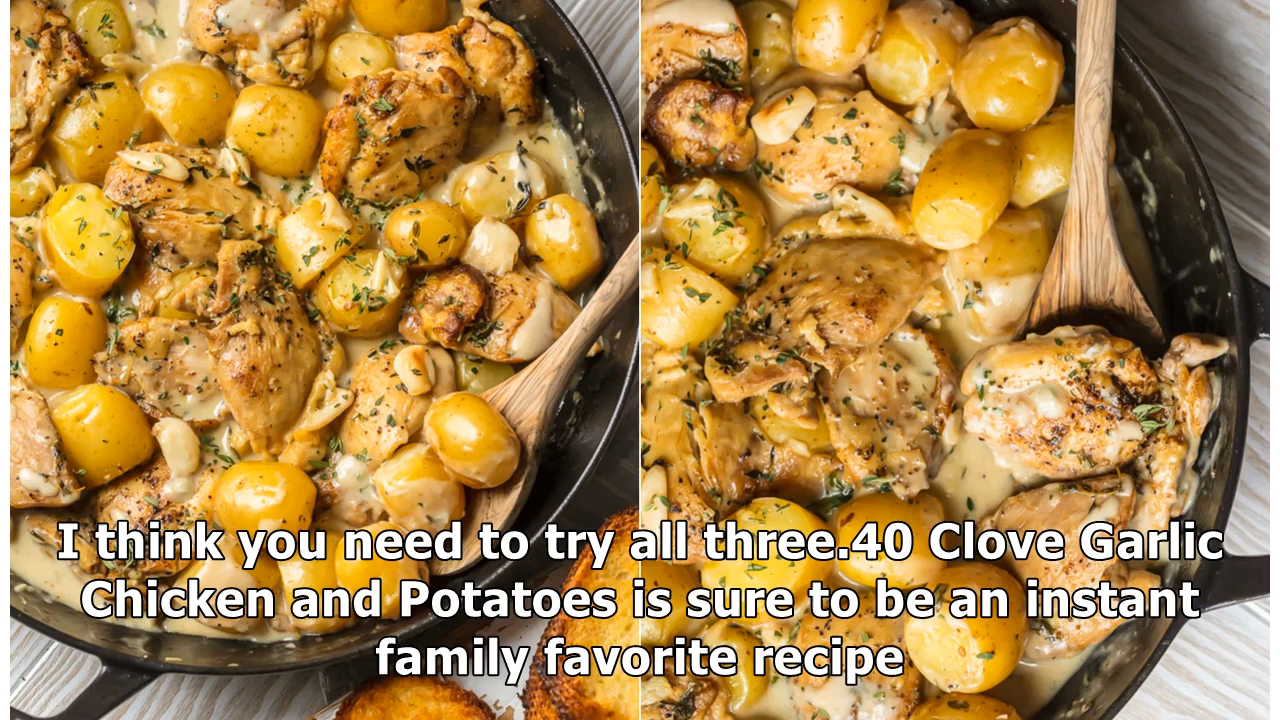 I think you need to try all three.40 Clove Garlic
Chicken and Potatoes is sure to be an instant
family favorite recipe